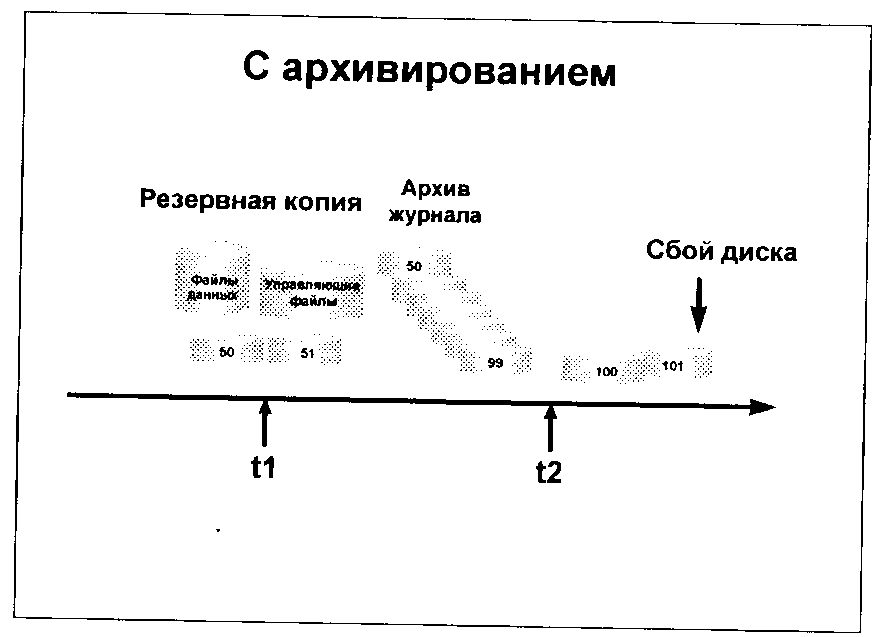 С архивированием
Резервная копия
Архив
журнала
Сбой диска
Файлы
данных
Управляющие
файлы
50
51
50
99
100
101
t1
t2